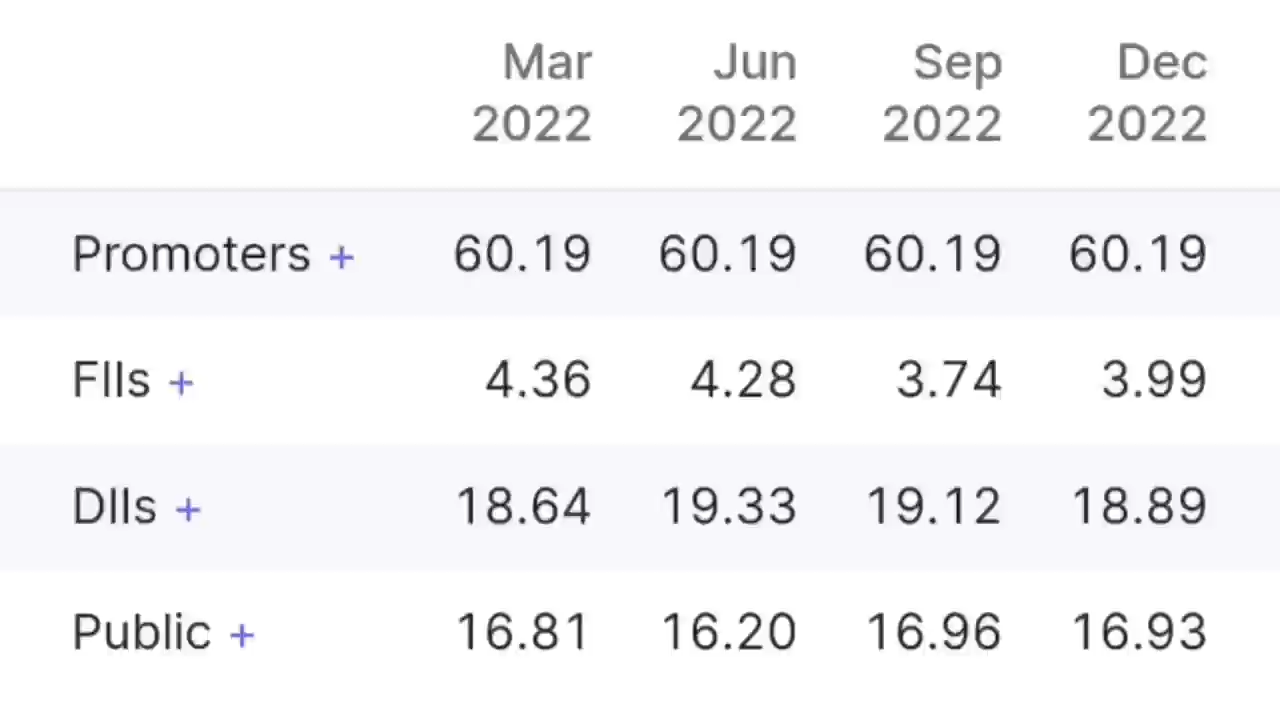 Mar Jun Sep Dec
2022 2022 2022 2022
Promoters + 60.19 60.19 60.19 60.19
FIIs + 4.36 4.28 3.74 3.99
DIIs + 18.64 19.33 19.12 18.89
Public + 16.81 16.20 16.96 16.93